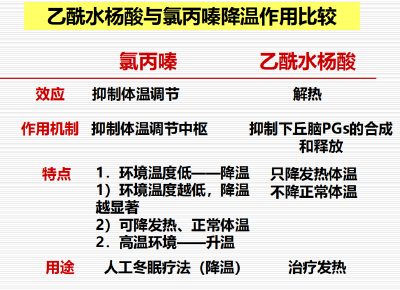 乙酰水杨酸与氯丙嗪降温作用比较
氯丙嗪 乙酰水杨酸
效应 抑制体温调节 解热
作用机制 抑制体温调节中枢 抑制下丘脑PGs的合成和释放
特点 1．环境温度低——降温
1）环境温度越低，降温越显著
2）可降发热、正常体温
2．高温环境——升温
只降发热体温
不降正常体温
用途 人工冬眠疗法（降温） 治疗发热